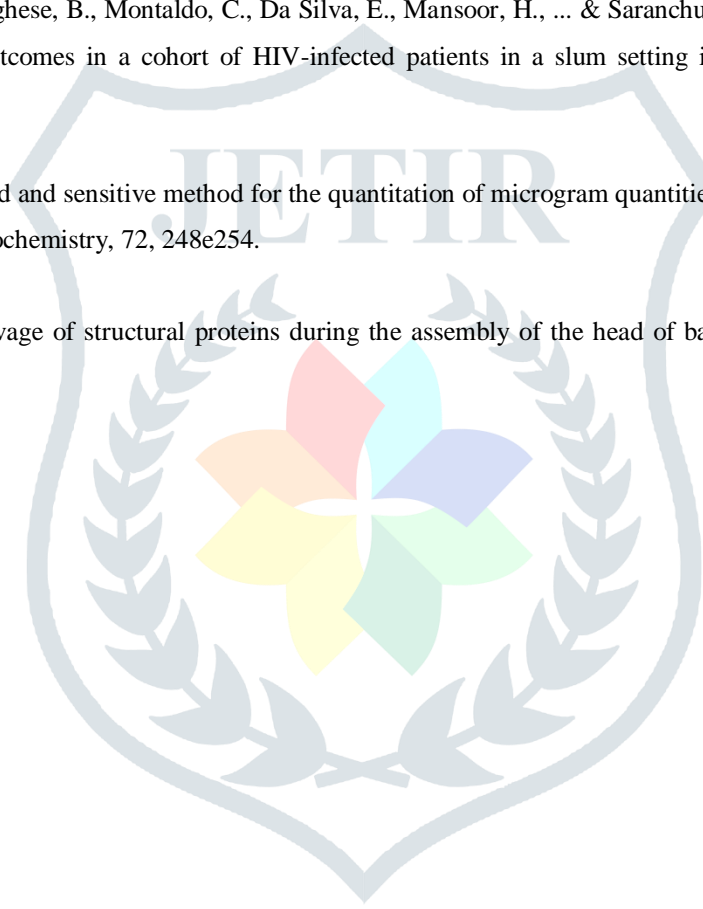 ghese, B., Montaldo, C., Da Silva, E., Mansoor, H., ... & Saranchu
tcomes in a cohort of HIV-infected patients in a slum setting i
JETIR
d and sensitive method for the quantitation of microgram quantitie
ochemistry, 72, 248e254.
vage of structural proteins during the assembly of the head of ba